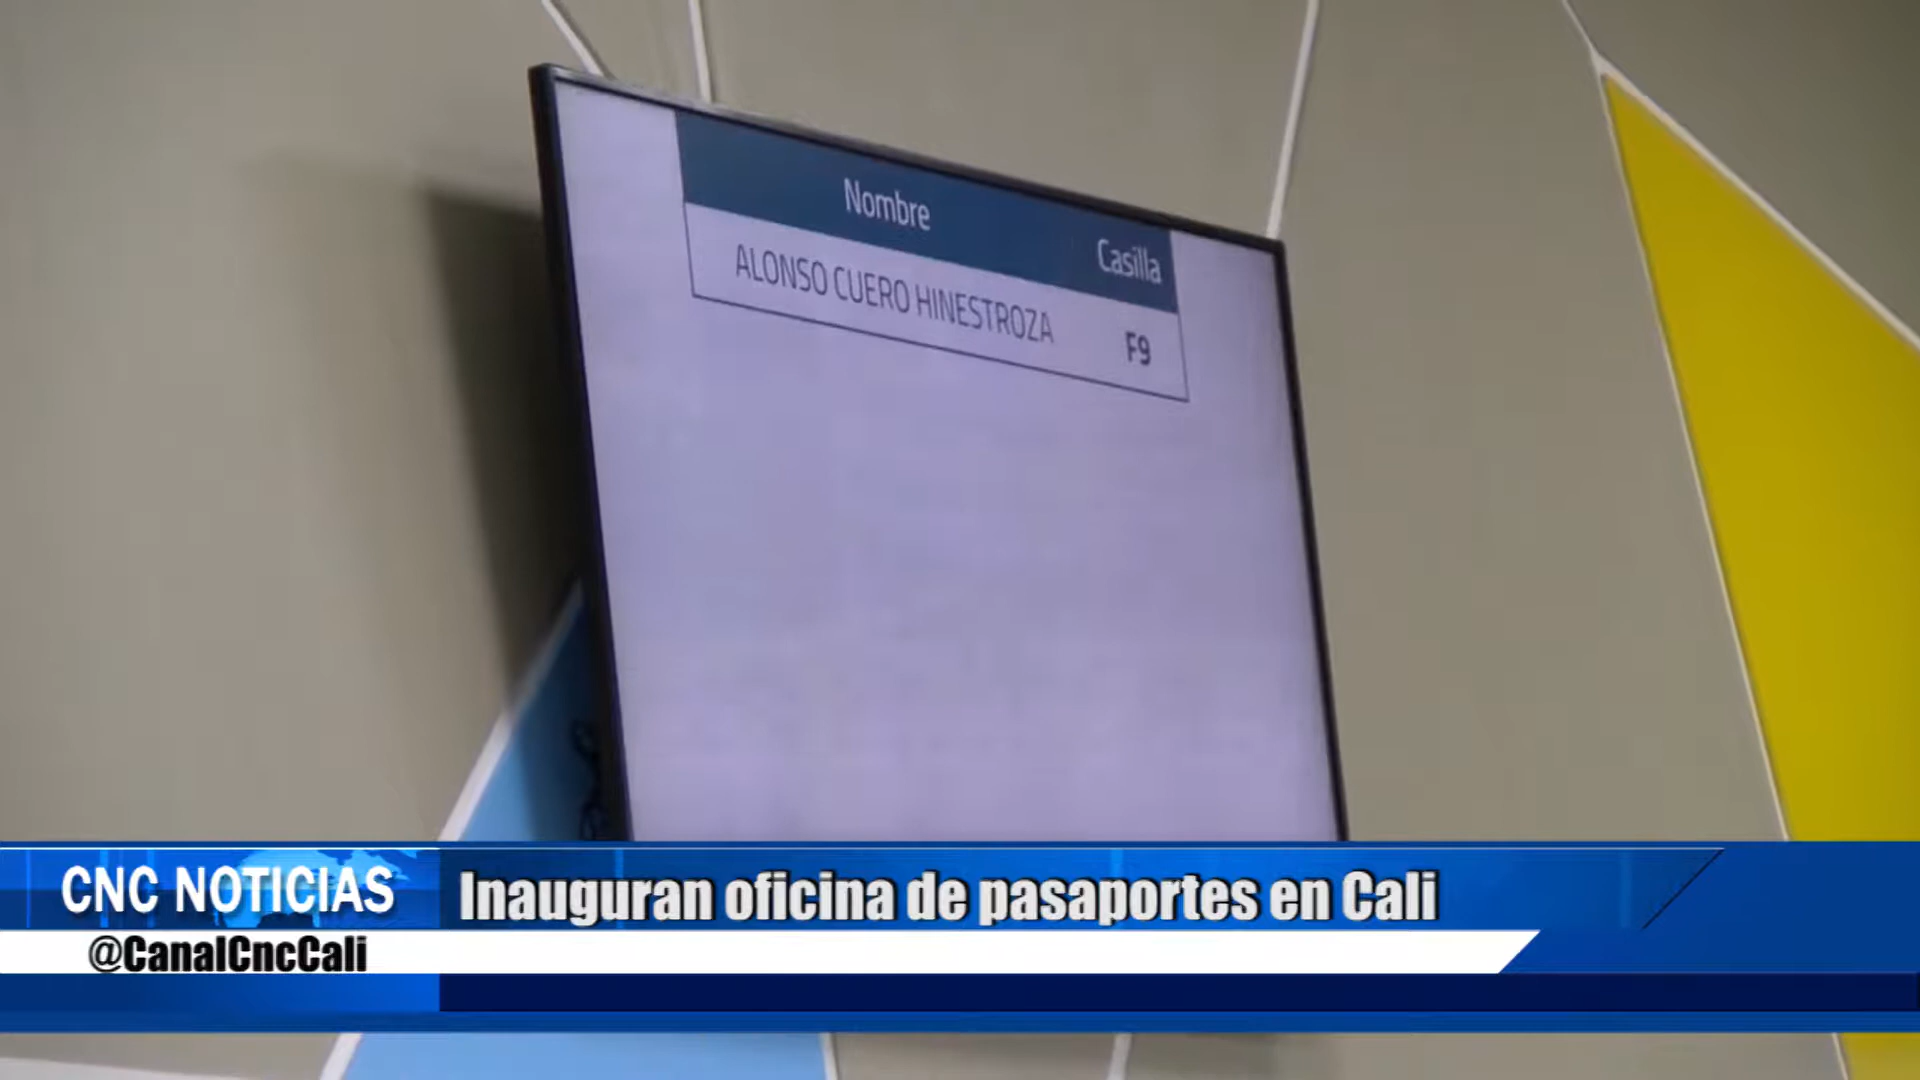 Nombre
Casilla
ALONSO CUERO HINESTROZA
F9
CNC NOTICIAS
Inauguran oficina de pasaportes en Cali
@CanalCncCali